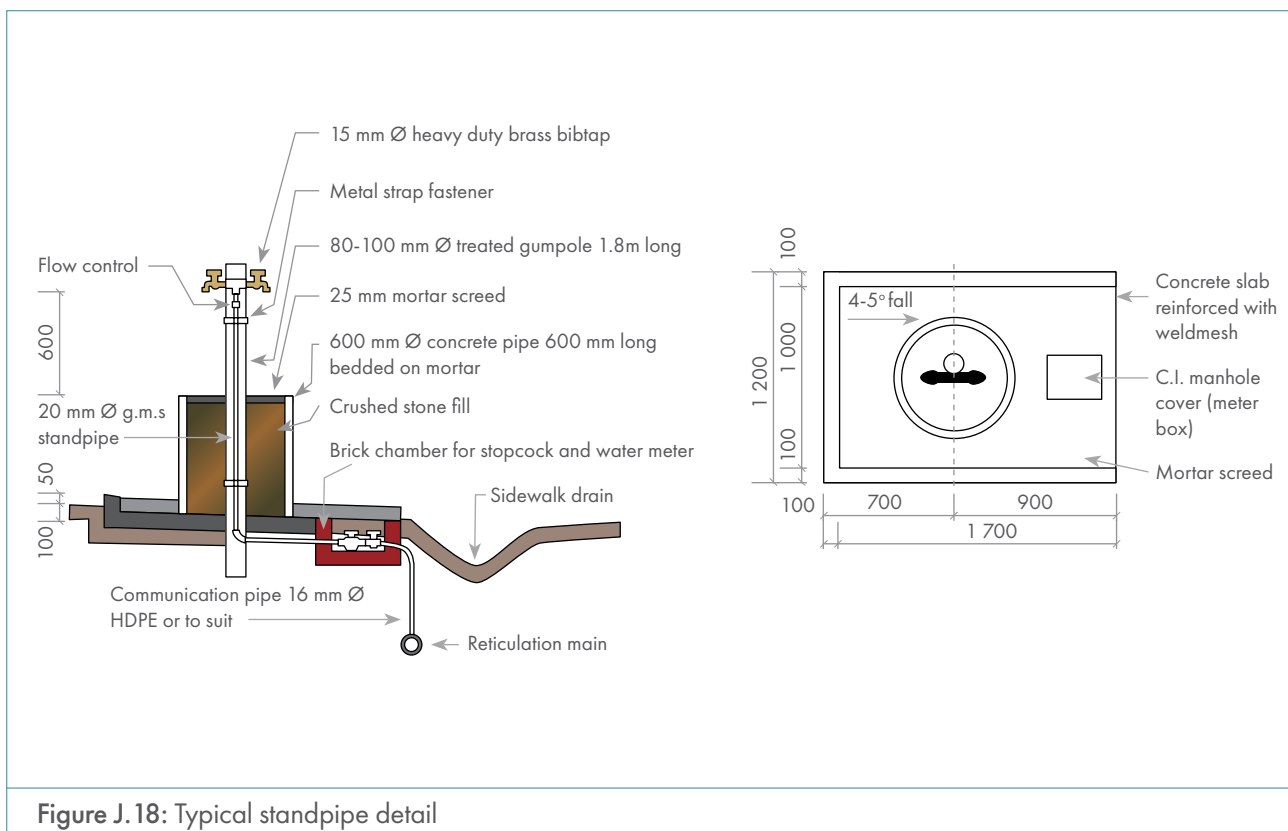 15 mm Ø heavy duty brass bibtap
Metal strap fastener
80-100 mm Ø treated gumpole 1.8m long
Flow control
25 mm mortar screed
600
600 mm Ø concrete pipe 600 mm long
bedded on mortar
20 mm Ø g.m.s
standpipe
Crushed stone fill
Brick chamber for stopcock and water meter
50
Sidewalk drain
100
Communication pipe 16 mm Ø
HDPE or to suit
Reticulation main
100
4-5° fall
Concrete slab
reinforced with
weldmesh
1 200
1 000
C.I. manhole
cover (meter
box)
100
Mortar screed
100
700
900
1 700
Figure J.18: Typical standpipe detail